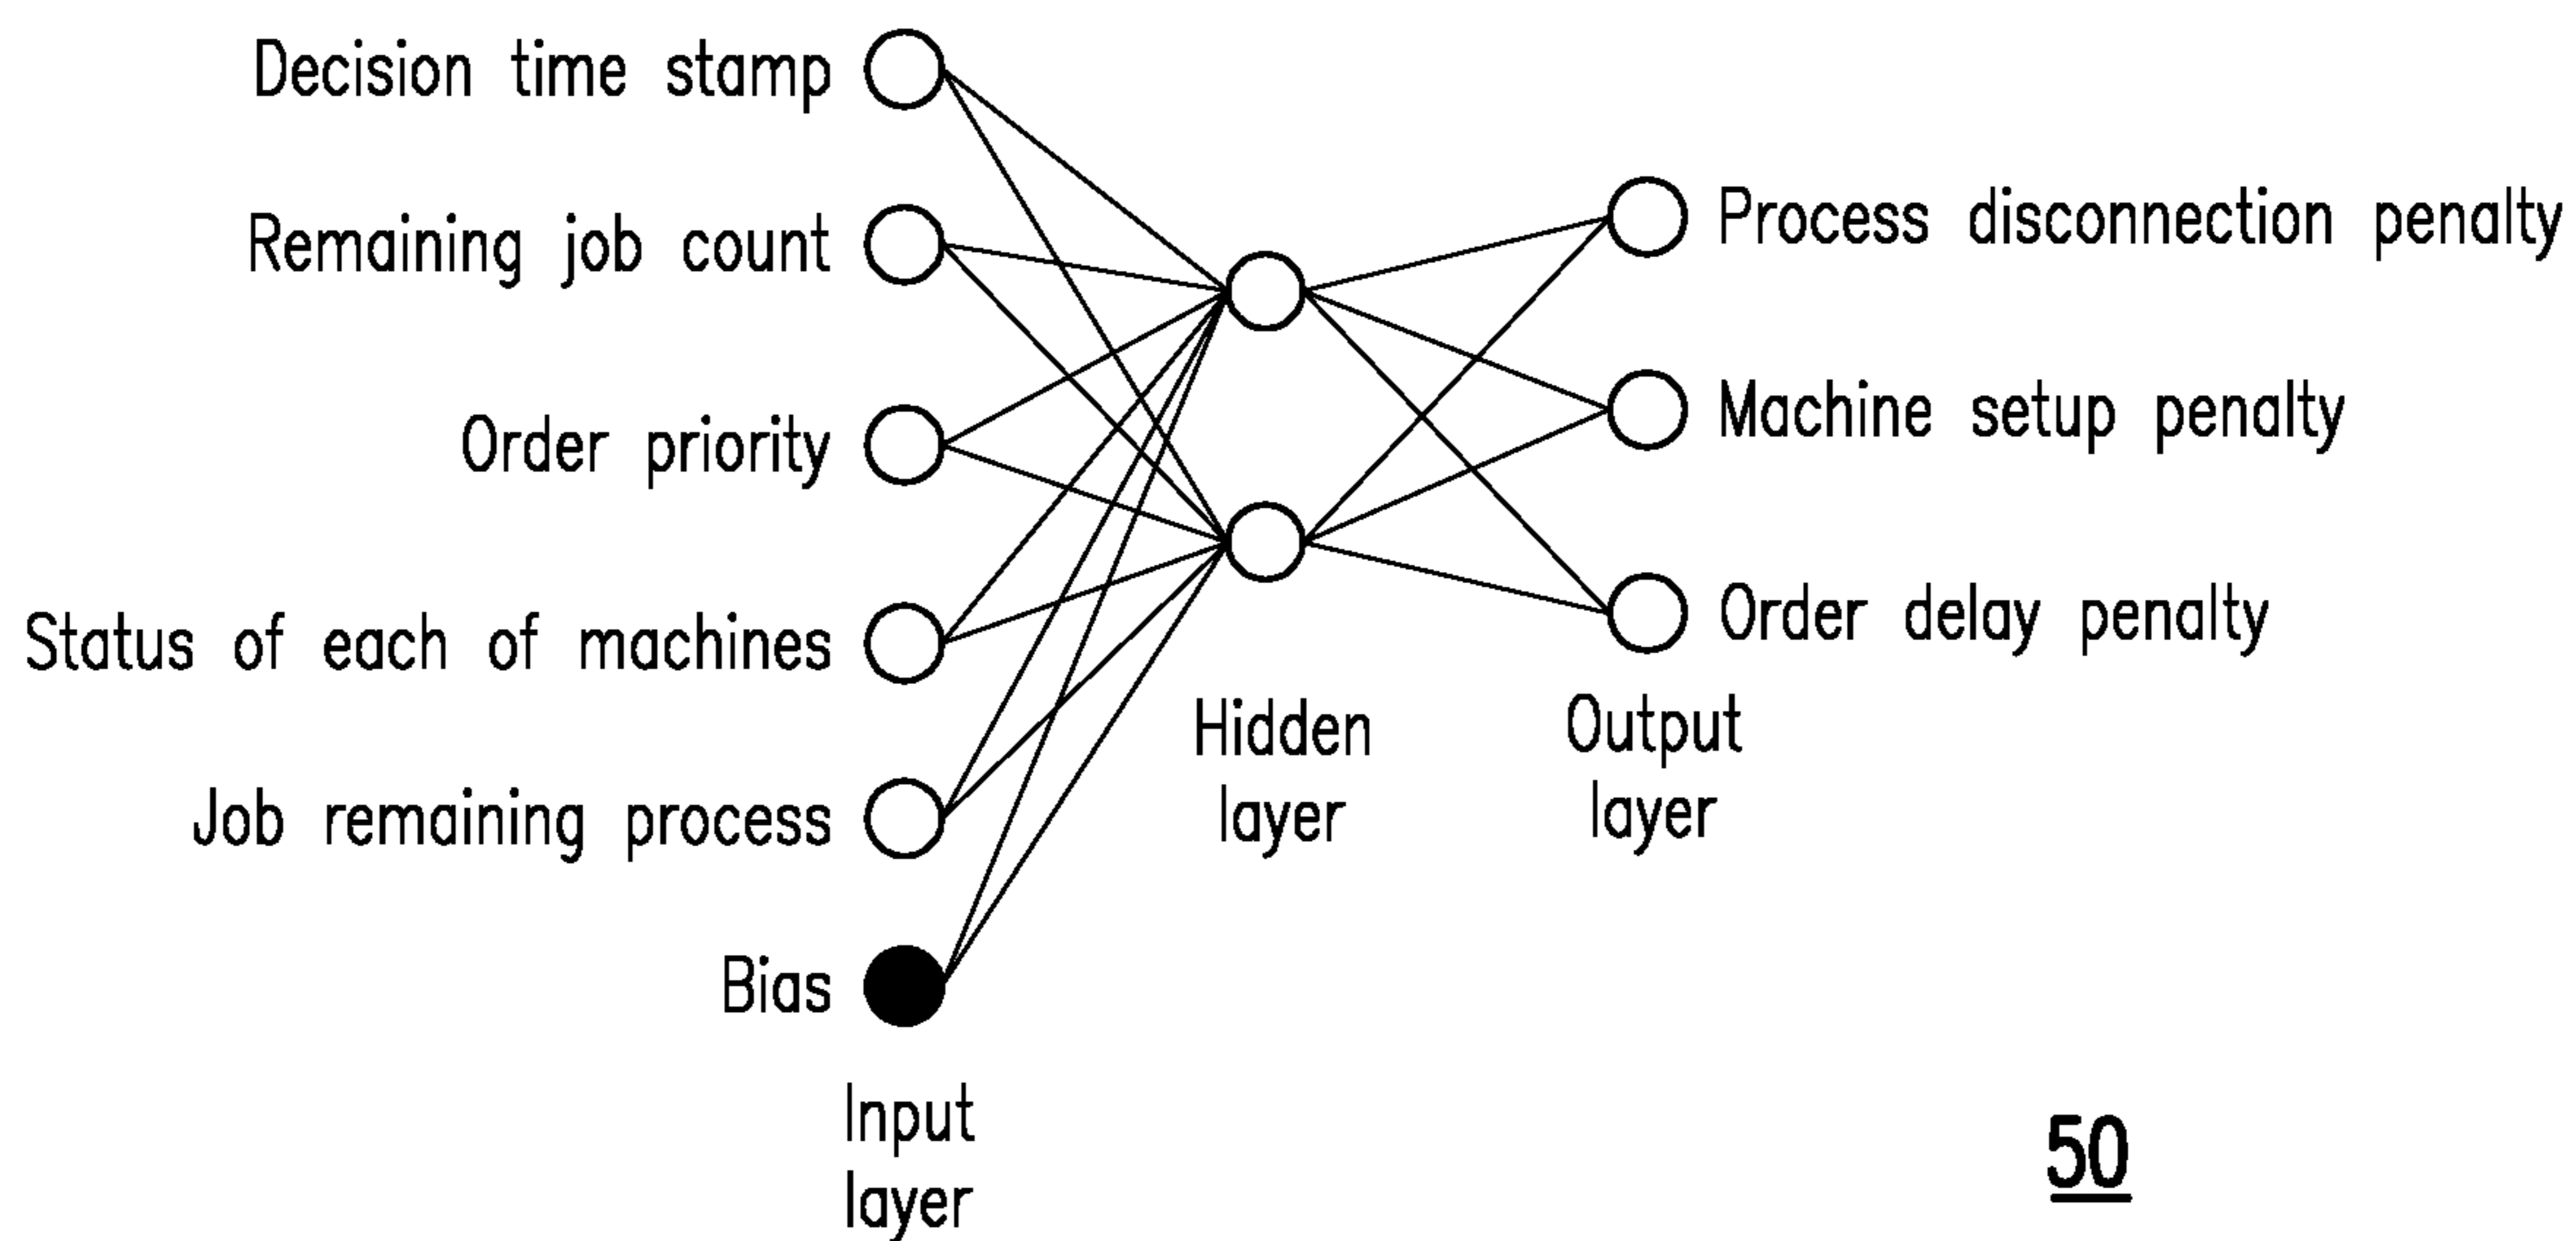 Decision time stamp
Remaining job count
Order priority
Status of each of machines
Job remaining process
Bias
Input
layer
Hidden
layer
Process disconnection penalty
Machine setup penalty
Order delay penalty
Output
layer
50